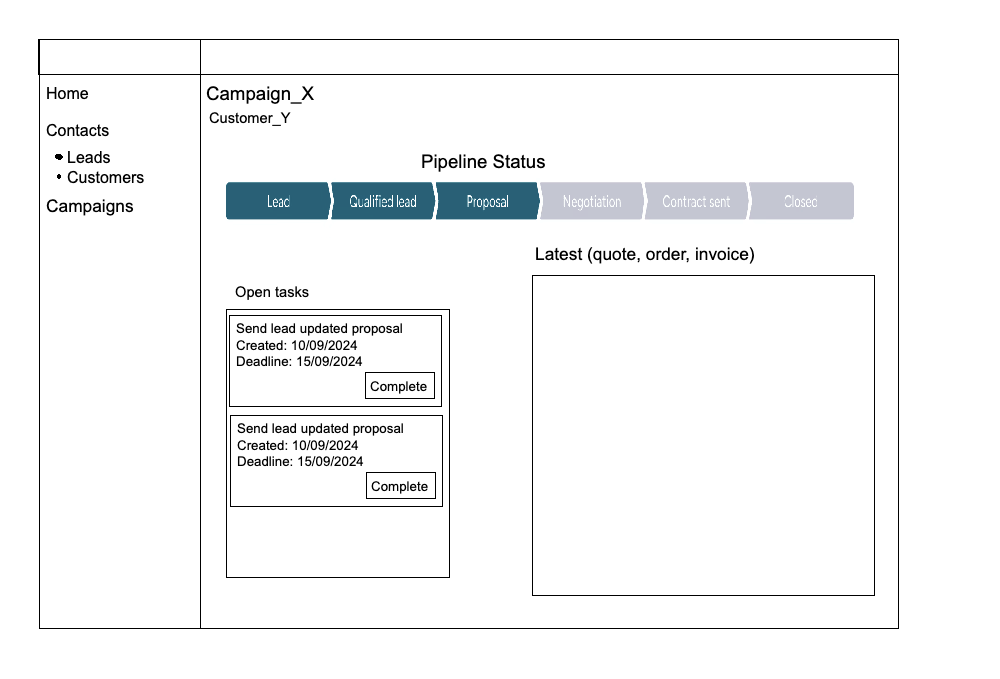 Home
Contacts
• Leads
• Customers
Campaigns
Campaign_X
Customer_Y
Pipeline Status
Lead Qualified lead Proposal Negotiation Contract sent Closed
Latest (quote, order, invoice)
Open tasks
Send lead updated proposal
Created: 10/09/2024
Deadline: 15/09/2024
Complete
Send lead updated proposal
Created: 10/09/2024
Deadline: 15/09/2024
Complete